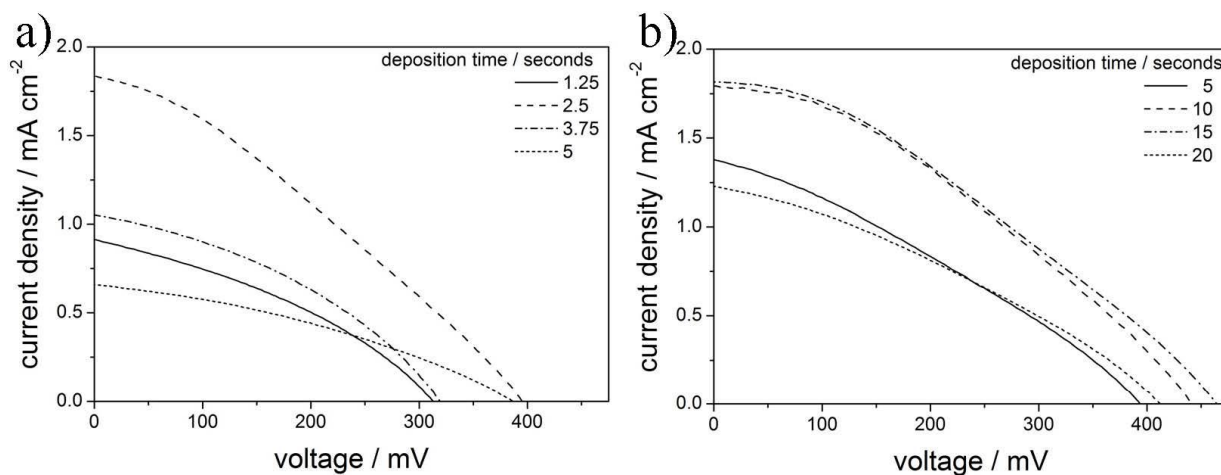 a)
deposition time / seconds
1.25
2.5
3.75
5
2.0
1.5
1.0
0.5
0.0
current density / mA cm⁻²
0 100 200 300 400
voltage / mV
b)
deposition time / seconds
5
10
15
20
2.0
1.5
1.0
0.5
0.0
current density / mA cm⁻²
0 100 200 300 400
voltage / mV